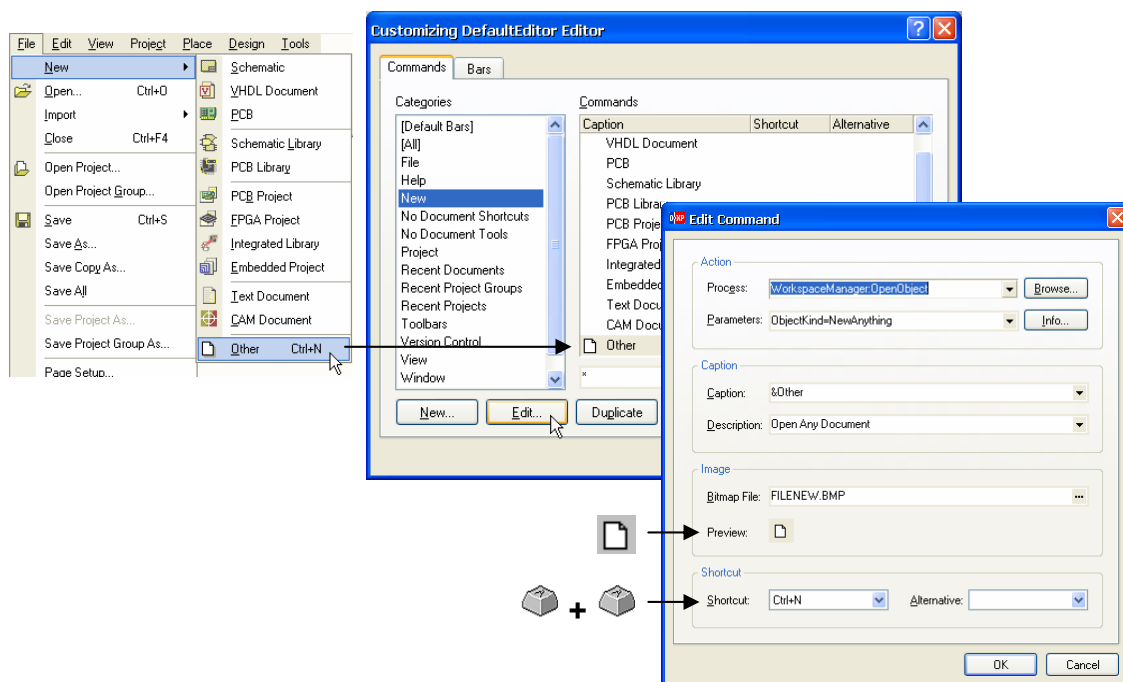 File Edit View Project Place Design Tools
New
Open... Ctrl+O
Import
Close Ctrl+F4
Open Project...
Open Project Group...
Save Ctrl+S
Save As...
Save Copy As...
Save All
Save Project As...
Save Project Group As...
Page Setup...
Schematic
VHDL Document
PCB
Schematic Library
PCB Library
PCB Project
FPGA Project
Integrated Library
Embedded Project
Text Document
CAM Document
Other Ctrl+N
Customizing DefaultEditor Editor
Commands Bars
Categories
[Default Bars]
[All]
File
Help
New
No Document Shortcuts
No Document Tools
Project
Recent Documents
Recent Project Groups
Recent Projects
Toolbars
Version Control
View
Window
Commands
Caption Shortcut Alternative
VHDL Document
PCB
Schematic Library
PCB Librar
PCB Proje
FPGA Proj
Integrated
Embedded
Text Docu
CAM Docu
Other
*
New... Edit... Duplicate
DXP Edit Command
Action
Process: WorkspaceManager:OpenObject Browse...
Parameters: ObjectKind=NewAnything Info...
Caption
Caption: &Other
Description: Open Any Document
Image
Bitmap File: FILENEW.BMP ...
Preview:
Shortcut
Shortcut: Ctrl+N Alternative:
OK Cancel
+